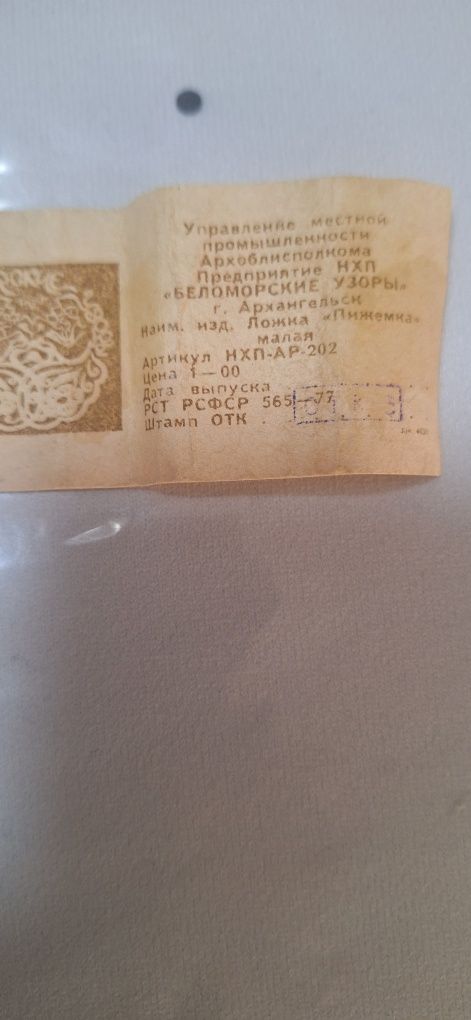 Управление местной
промышленности
Архоблисполкома
Предприятие НХП
«БЕЛОМОРСКИЕ УЗОРЫ»
г. Архангельск
Наим. изд. Ложка «Пижемка»
малая
Артикул НХП-АР-202
Цена 1—00
Дата выпуска
РСТ РСФСР 565—77
Штамп ОТК